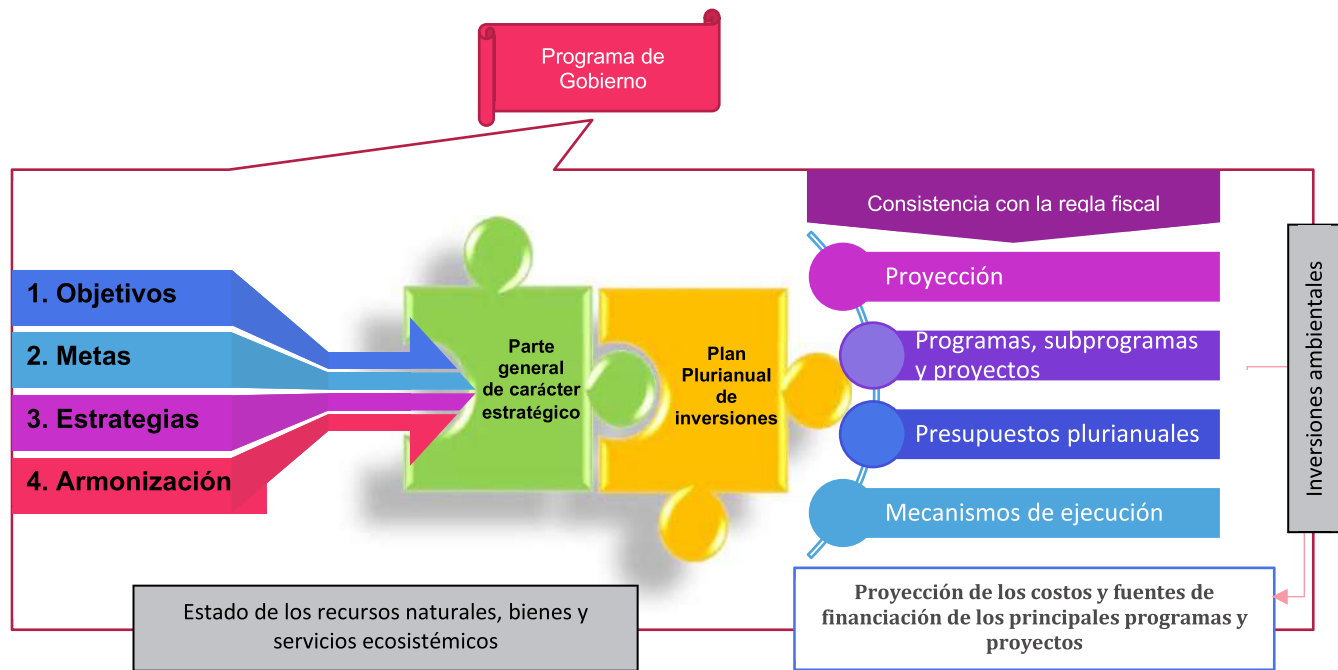 Programa de
Gobierno
Consistencia con la regla fiscal
1. Objetivos
2. Metas
3. Estrategias
4. Armonización
Parte
general
de carácter
estratégico
Plan
Plurianual
de
inversiones
Proyección
Programas, subprogramas
y proyectos
Presupuestos plurianuales
Mecanismos de ejecución
Inversiones ambientales
Estado de los recursos naturales, bienes y
servicios ecosistémicos
Proyección de los costos y fuentes de
financiación de los principales programas y
proyectos